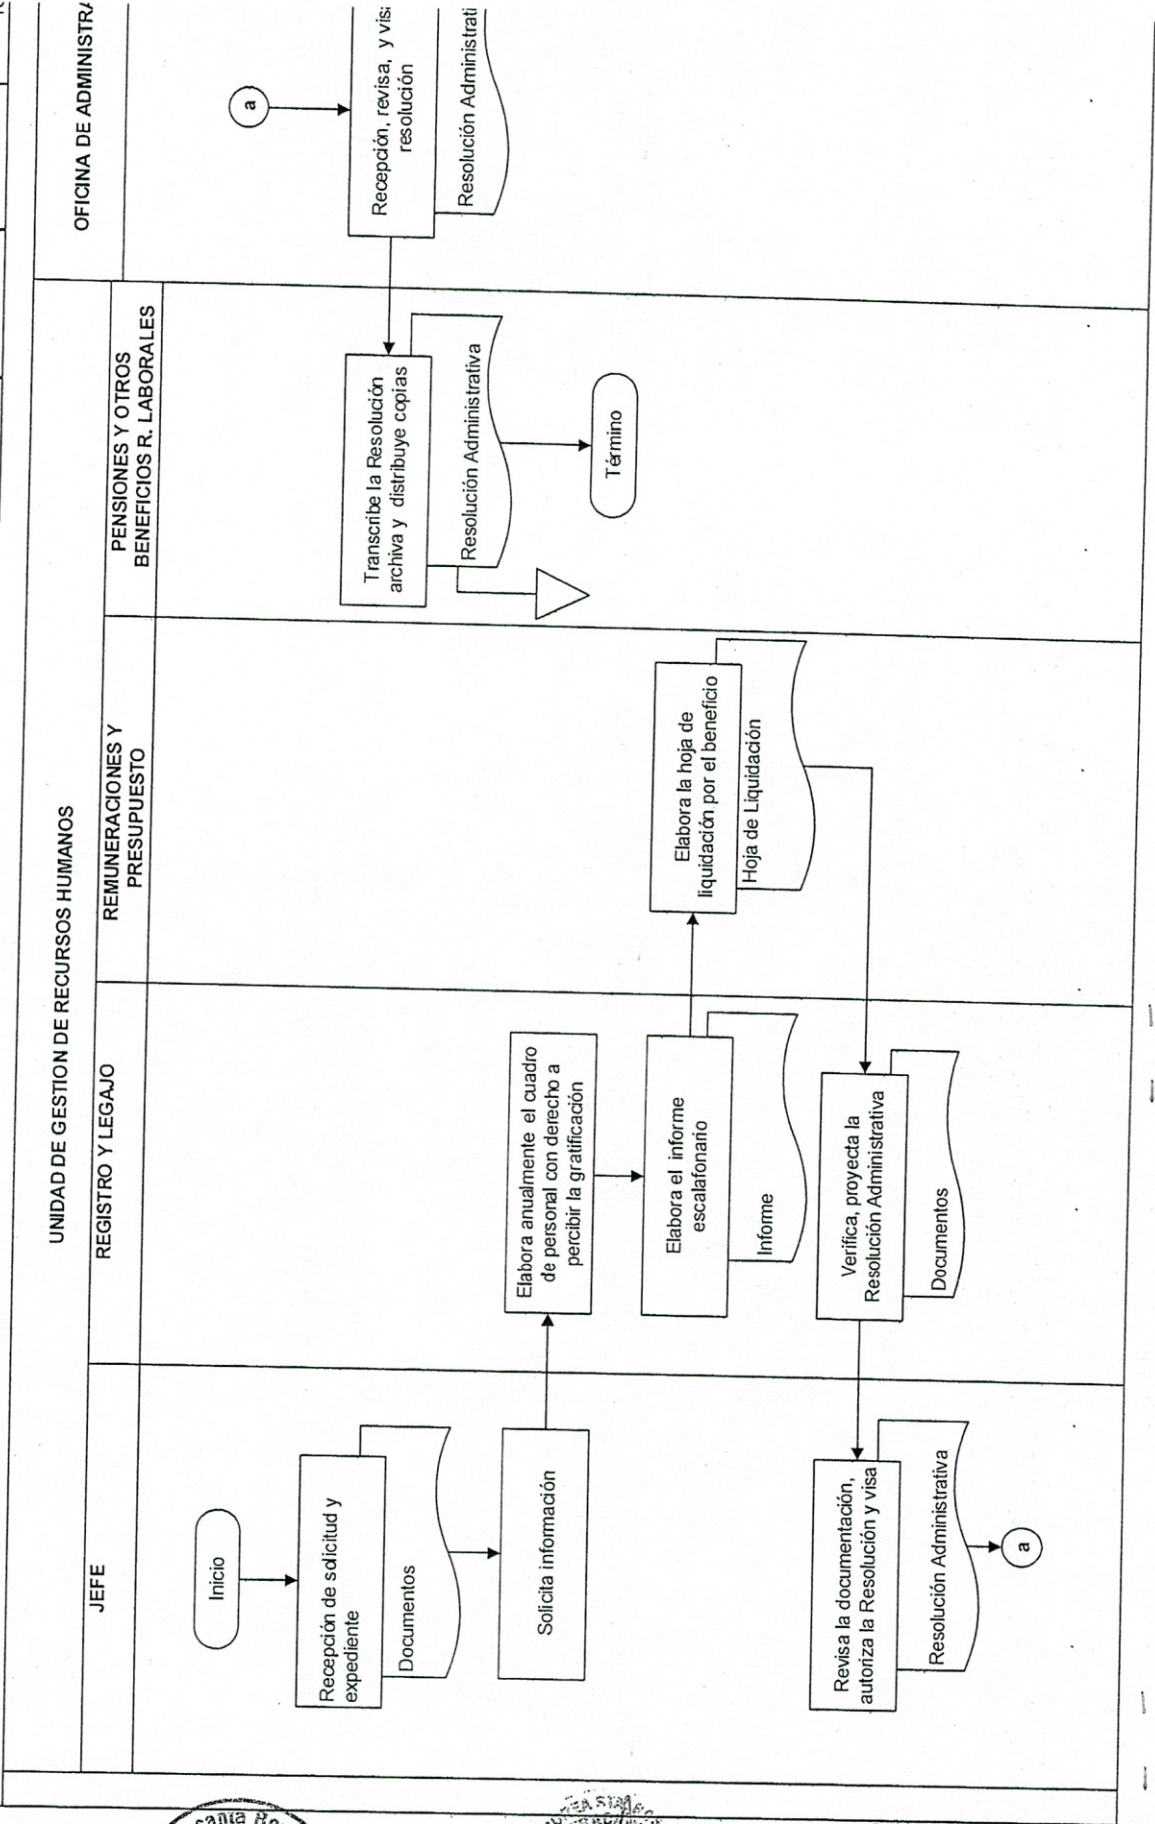 UNIDAD DE GESTION DE RECURSOS HUMANOS
JEFE
REGISTRO Y LEGAJO
REMUNERACIONES Y
PRESUPUESTO
PENSIONES Y OTROS
BENEFICIOS R. LABORALES
OFICINA DE ADMINISTRA
Inicio
Recepción de solicitud y
expediente
Documentos
Solicita información
Elabora anualmente el cuadro
de personal con derecho a
percibir la gratificación
Elabora el informe
escalafonario
Informe
Elabora la hoja de
liquidación por el beneficio
Hoja de Liquidación
Verifica, proyecta la
Resolución Administrativa
Documentos
Revisa la documentación,
autoriza la Resolución y visa
Resolución Administrativa
a
a
Recepción, revisa, y visa
resolución
Resolución Administrati
Transcribe la Resolución
archiva y distribuye copias
Resolución Administrativa
Término